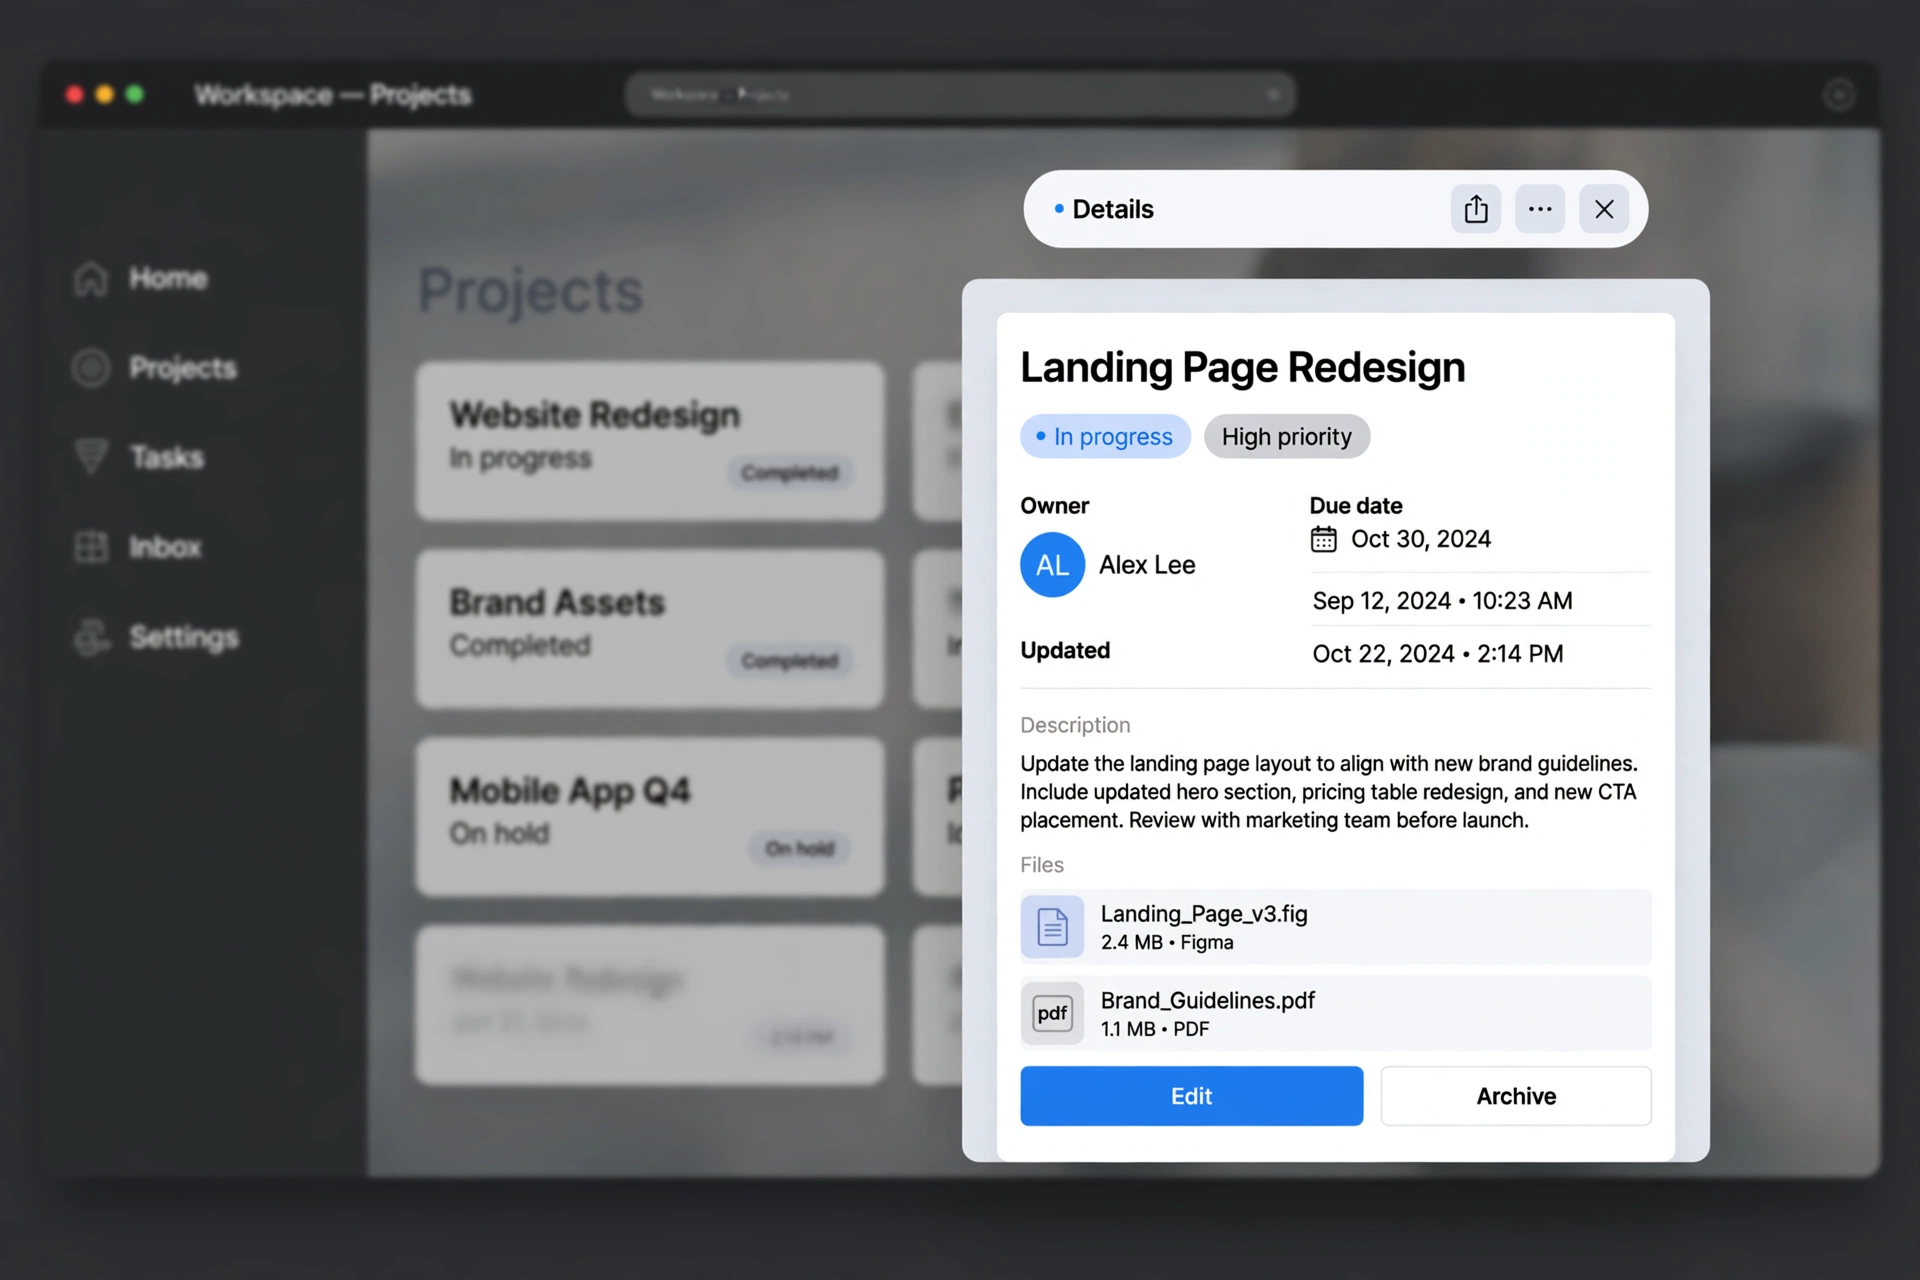 Workspace — Projects
Workspace — Projects
Home
Projects
Tasks
Inbox
Settings
Projects
Website Redesign
In progress
Completed
Brand Assets
Completed
Completed
Mobile App Q4
On hold
On hold
Website Redesign
Details
Landing Page Redesign
In progress
High priority
Owner
Due date
AL
Alex Lee
Oct 30, 2024
Sep 12, 2024 • 10:23 AM
Updated
Oct 22, 2024 • 2:14 PM
Description
Update the landing page layout to align with new brand guidelines.
Include updated hero section, pricing table redesign, and new CTA
placement. Review with marketing team before launch.
Files
Landing_Page_v3.fig
2.4 MB • Figma
pdf
Brand_Guidelines.pdf
1.1 MB • PDF
Edit
Archive